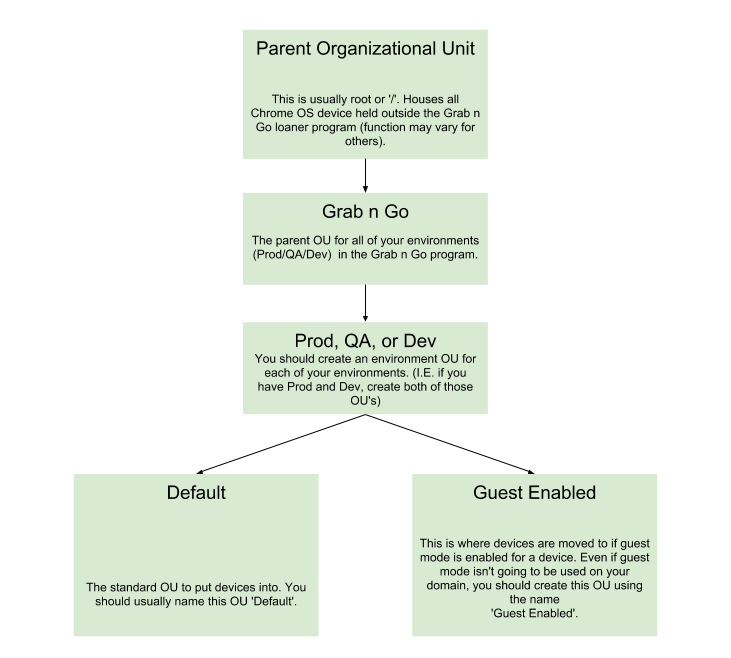 Parent Organizational Unit
This is usually root or '/'. Houses all
Chrome OS device held outside the Grab n
Go loaner program (function may vary for
others).
Grab n Go
The parent OU for all of your environments
(Prod/QA/Dev)  in the Grab n Go program.
Prod, QA, or Dev
You should create an environment OU for
each of your environments. (I.E. if you
have Prod and Dev, create both of those
OU's)
Default
The standard OU to put devices into. You
should usually name this OU 'Default'.
Guest Enabled
This is where devices are moved to if guest
mode is enabled for a device. Even if guest
mode isn't going to be used on your
domain, you should create this OU using
the name
'Guest Enabled'.